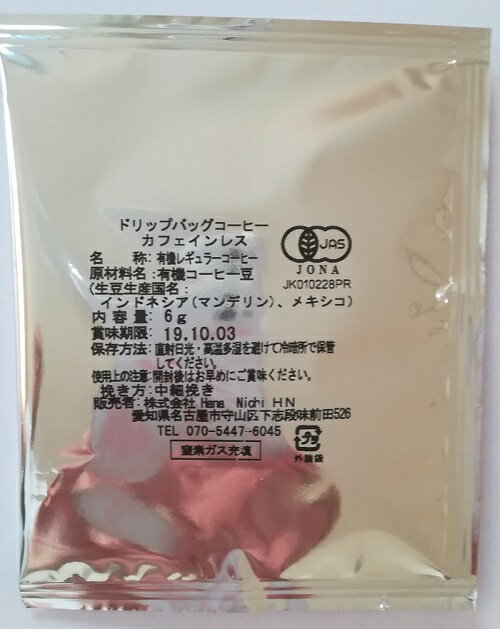 ドリップバッグコーヒー
カフェインレス
名　　称: 有機レギュラーコーヒー
原材料名: 有機コーヒー豆
(生豆生産国名:
インドネシア(マンデリン)、メキシコ)
内 容 量: 6g
賞味期限: 19.10.03
保存方法: 直射日光・高温多湿を避けて冷暗所で保管
してください。
使用上の注意:開封後はお早めにご賞味ください。
挽き方:中細挽き
販売者: 株式会社 Hana Nichi HN
愛知県名古屋市守山区下志段味前田526
TEL 070-5447-6045
窒素ガス充填
JAS
JONA
JK010228PR
プラ
外装袋